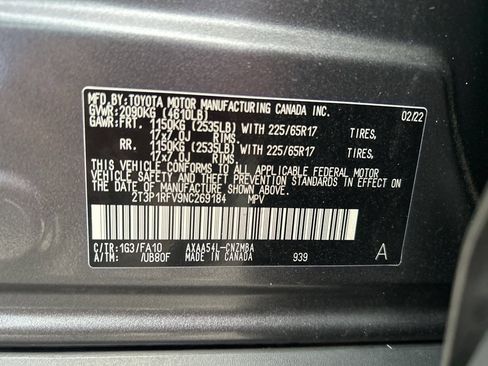 MFD.BY:TOYOTA MOTOR MANUFACTURING CANADA INC. 02/22
GVWR:2090KG (4610LB)
GAWR:FRT. 1150KG (2535LB) WITH 225/65R17 TIRES,
17x7.0J RIMS.
RR. 1150KG (2535LB) WITH 225/65R17 TIRES,
17x7.0J RIMS.
THIS VEHICLE CONFORMS TO ALL APPLICABLE FEDERAL MOTOR
VEHICLE SAFETY AND THEFT PREVENTION STANDARDS IN EFFECT
ON THE DATE OF MANUFACTURE SHOWN ABOVE.
2T3P1RFV9NC269184 MPV
C/TR:1G3/FA10 AXAA54L-CNZMBA A
A/TM: /UB80F MADE IN CANADA 939